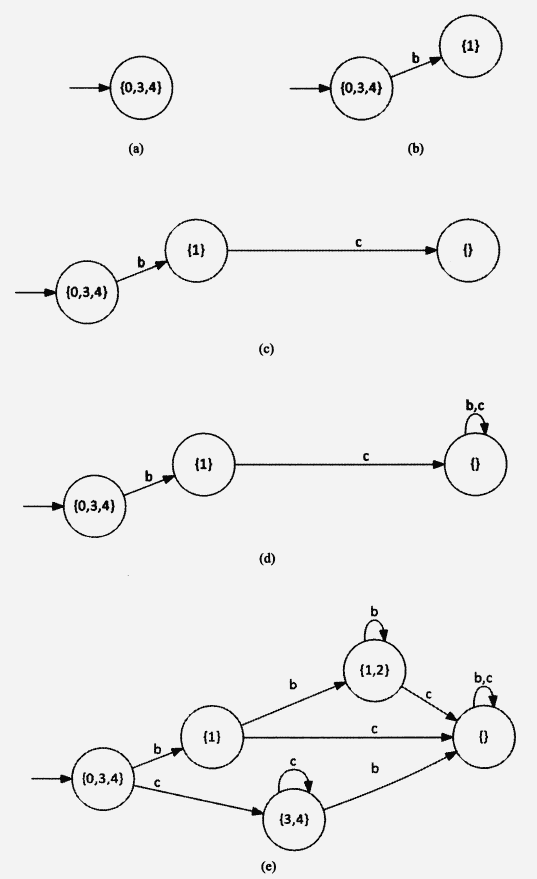 {0,3,4}
(a)
{0,3,4} b {1}
(b)
{0,3,4} b {1} c {}
(c)
b,c
{0,3,4} b {1} c {}
(d)
b
{1,2}
b c b,c
{1} c {}
b c b
{0,3,4} c
{3,4}
(e)